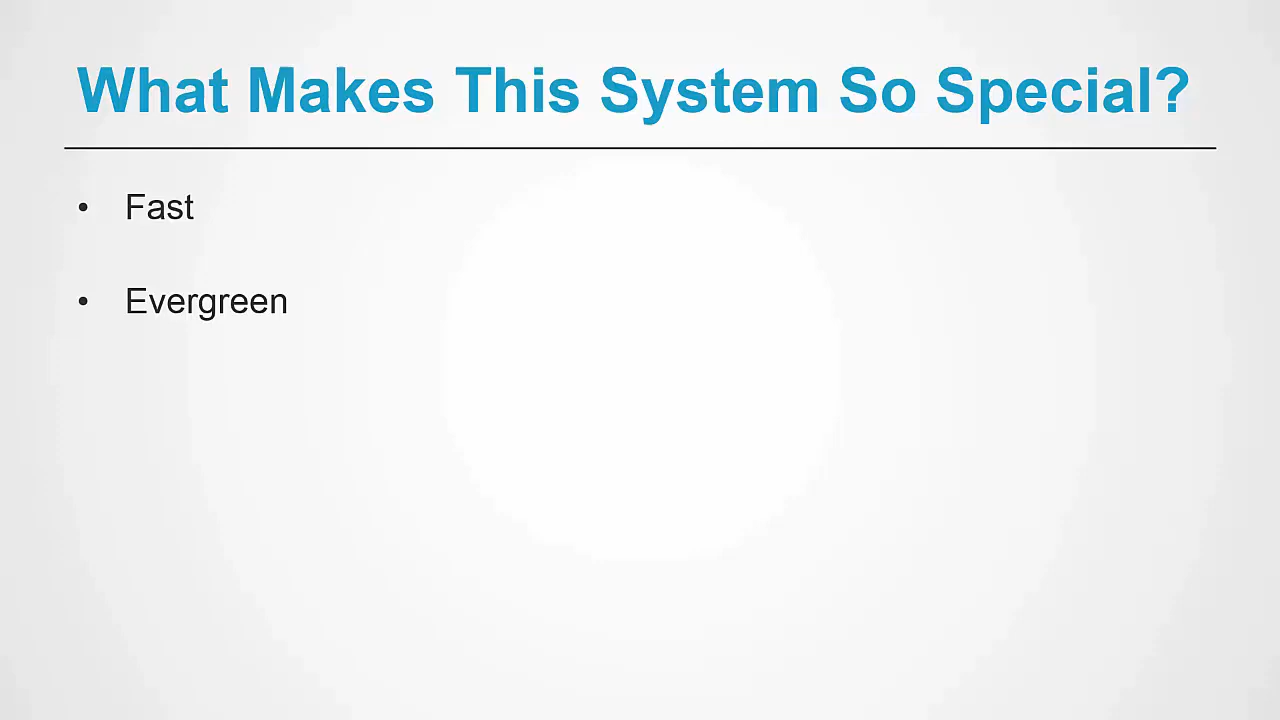 What Makes This System So Special?
• Fast
• Evergreen